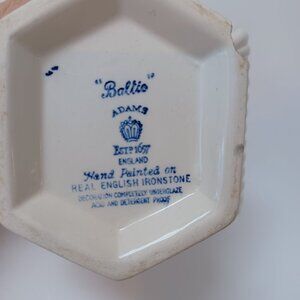 "Baltic"
ADAMS
ESTD 1657
ENGLAND
Hand Painted on
REAL ENGLISH IRONSTONE
DECORATION COMPLETELY UNDERGLAZE
ACID AND DETERGENT PROOF